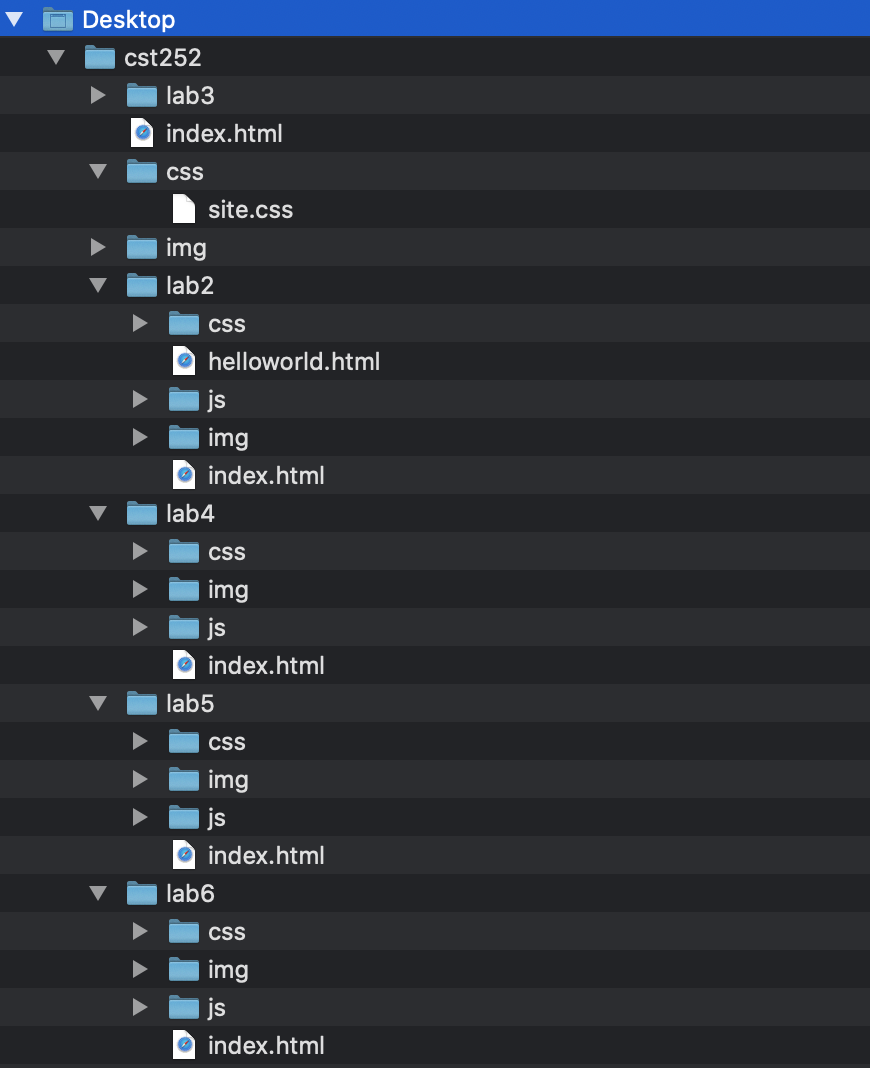 Desktop
cst252
lab3
index.html
css
site.css
img
lab2
css
helloworld.html
js
img
index.html
lab4
css
img
js
index.html
lab5
css
img
js
index.html
lab6
css
img
js
index.html